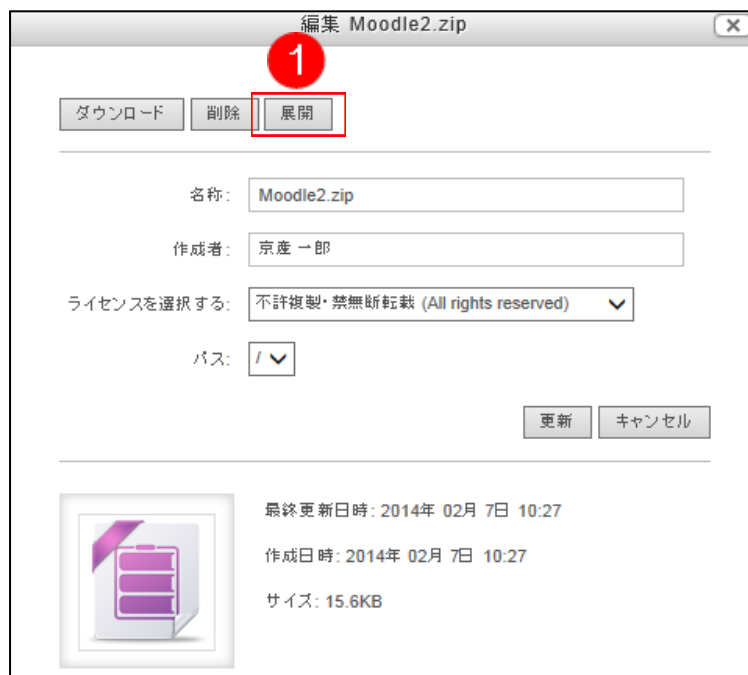 編集 Moodle2.zip
1
ダウンロード 削除 展開
名称: Moodle2.zip
作成者: 京産 一郎
ライセンスを選択する: 不許複製・禁無断転載 (All rights reserved)
パス: /
更新 キャンセル
最終更新日時: 2014年 02月 7日 10:27
作成日時: 2014年 02月 7日 10:27
サイズ: 15.6KB